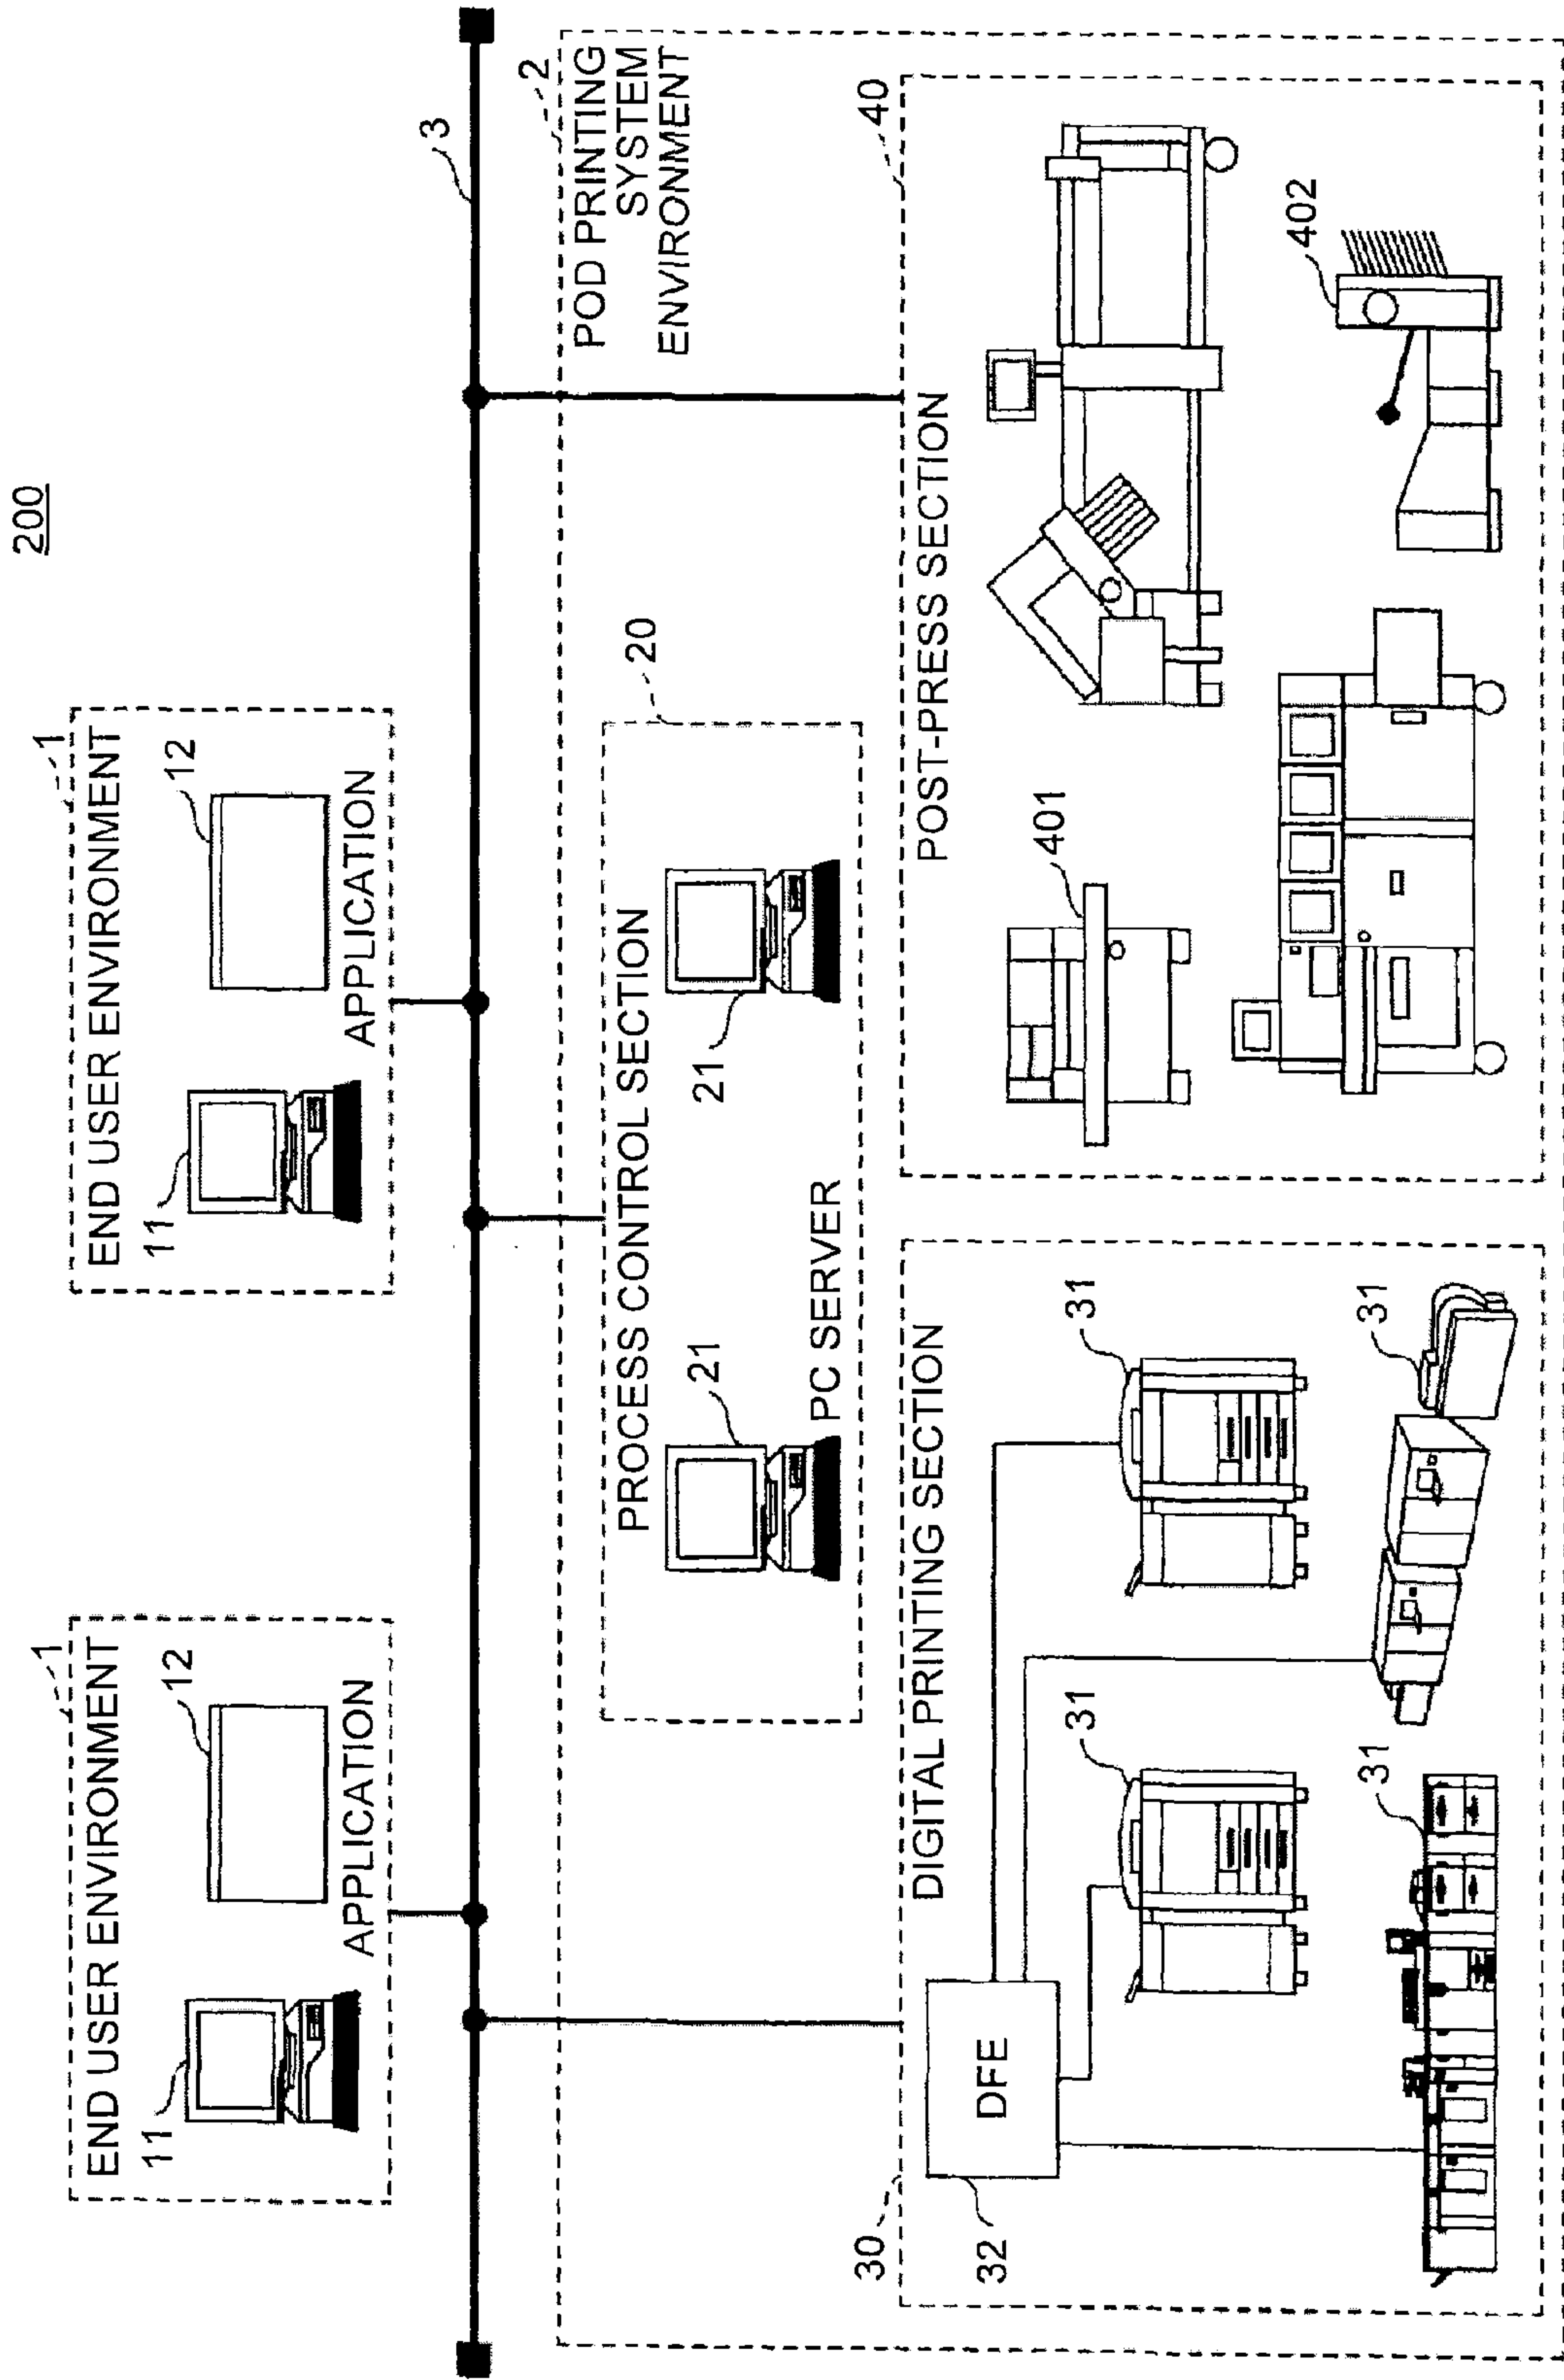 200
1
END USER ENVIRONMENT
11
12
APPLICATION
1
END USER ENVIRONMENT
11
12
APPLICATION
3
2
POD PRINTING
SYSTEM
ENVIRONMENT
20
PROCESS CONTROL SECTION
21
21
PC SERVER
30
DIGITAL PRINTING SECTION
32
DFE
31
31
31
31
40
POST-PRESS SECTION
401
402